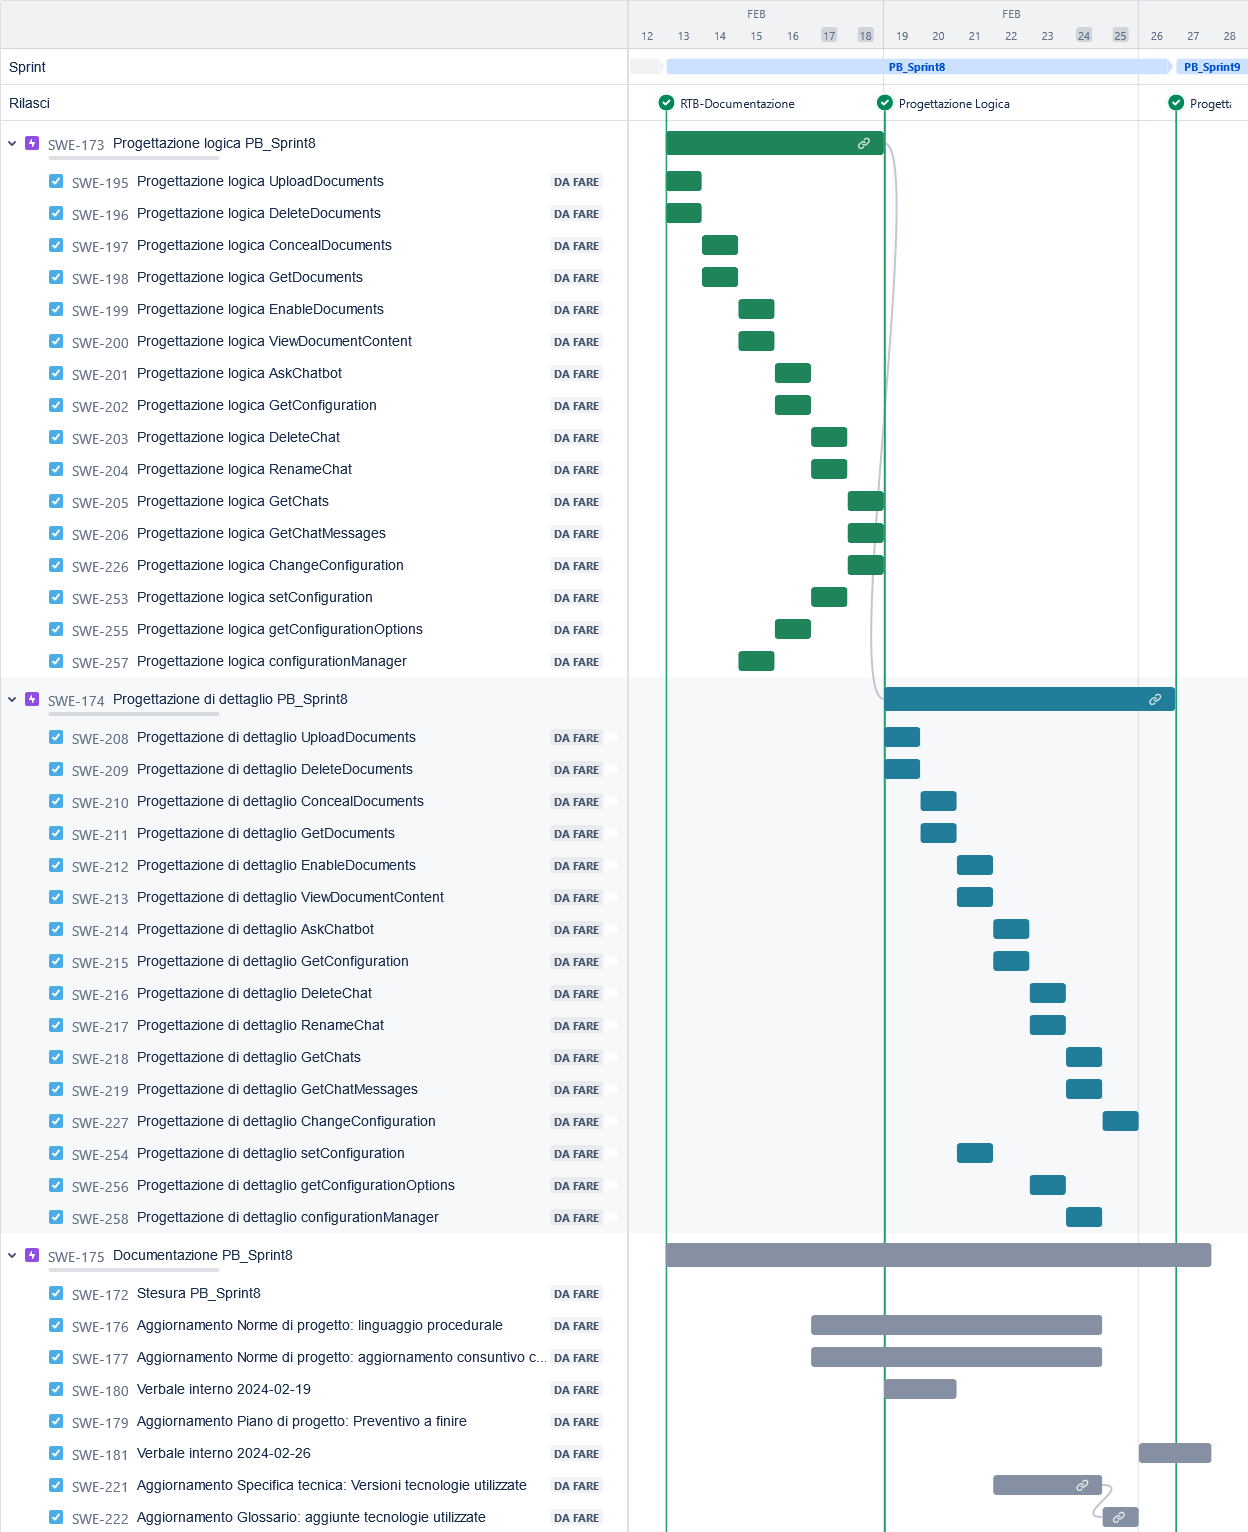 FEB FEB
12 13 14 15 16 17 18 19 20 21 22 23 24 25 26 27 28
Sprint PB_Sprint8 PB_Sprint9
Rilasci RTB-Documentazione Progettazione Logica
SWE-173 Progettazione logica PB_Sprint8
SWE-195 Progettazione logica UploadDocuments DA FARE
SWE-196 Progettazione logica DeleteDocuments DA FARE
SWE-197 Progettazione logica ConcealDocuments DA FARE
SWE-198 Progettazione logica GetDocuments DA FARE
SWE-199 Progettazione logica EnableDocuments DA FARE
SWE-200 Progettazione logica ViewDocumentContent DA FARE
SWE-201 Progettazione logica AskChatbot DA FARE
SWE-202 Progettazione logica GetConfiguration DA FARE
SWE-203 Progettazione logica DeleteChat DA FARE
SWE-204 Progettazione logica RenameChat DA FARE
SWE-205 Progettazione logica GetChats DA FARE
SWE-206 Progettazione logica GetChatMessages DA FARE
SWE-226 Progettazione logica ChangeConfiguration DA FARE
SWE-253 Progettazione logica setConfiguration DA FARE
SWE-255 Progettazione logica getConfigurationOptions DA FARE
SWE-257 Progettazione logica configurationManager DA FARE
SWE-174 Progettazione di dettaglio PB_Sprint8
SWE-208 Progettazione di dettaglio UploadDocuments DA FARE
SWE-209 Progettazione di dettaglio DeleteDocuments DA FARE
SWE-210 Progettazione di dettaglio ConcealDocuments DA FARE
SWE-211 Progettazione di dettaglio GetDocuments DA FARE
SWE-212 Progettazione di dettaglio EnableDocuments DA FARE
SWE-213 Progettazione di dettaglio ViewDocumentContent DA FARE
SWE-214 Progettazione di dettaglio AskChatbot DA FARE
SWE-215 Progettazione di dettaglio GetConfiguration DA FARE
SWE-216 Progettazione di dettaglio DeleteChat DA FARE
SWE-217 Progettazione di dettaglio RenameChat DA FARE
SWE-218 Progettazione di dettaglio GetChats DA FARE
SWE-219 Progettazione di dettaglio GetChatMessages DA FARE
SWE-227 Progettazione di dettaglio ChangeConfiguration DA FARE
SWE-254 Progettazione di dettaglio setConfiguration DA FARE
SWE-256 Progettazione di dettaglio getConfigurationOptions DA FARE
SWE-258 Progettazione di dettaglio configurationManager DA FARE
SWE-175 Documentazione PB_Sprint8
SWE-172 Stesura PB_Sprint8 DA FARE
SWE-176 Aggiornamento Norme di progetto: linguaggio procedurale DA FARE
SWE-177 Aggiornamento Norme di progetto: aggiornamento consuntivo c... DA FARE
SWE-180 Verbale interno 2024-02-19 DA FARE
SWE-179 Aggiornamento Piano di progetto: Preventivo a finire DA FARE
SWE-181 Verbale interno 2024-02-26 DA FARE
SWE-221 Aggiornamento Specifica tecnica: Versioni tecnologie utilizzate DA FARE
SWE-222 Aggiornamento Glossario: aggiunte tecnologie utilizzate DA FARE